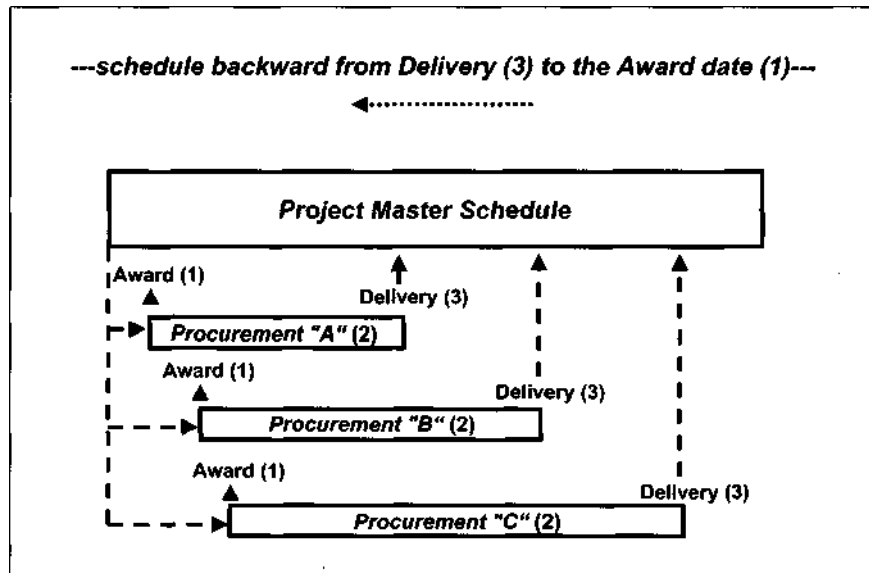 ---schedule backward from Delivery (3) to the Award date (1)---
Project Master Schedule
Award (1)
Delivery (3)
Procurement "A" (2)
Award (1)
Delivery (3)
Procurement "B" (2)
Award (1)
Delivery (3)
Procurement "C" (2)